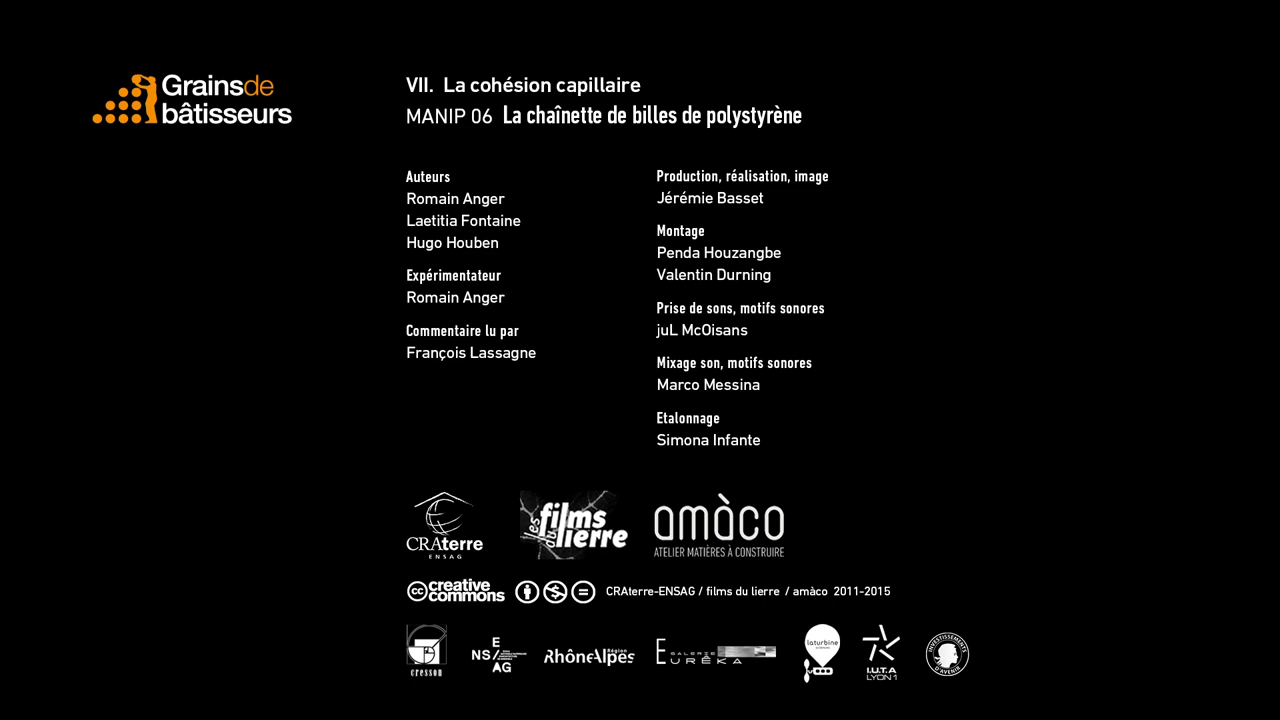 Grainsde
bâtisseurs
VII. La cohésion capillaire
MANIP 06 La chaînette de billes de polystyrène
Auteurs
Romain Anger
Laetitia Fontaine
Hugo Houben
Expérimentateur
Romain Anger
Commentaire lu par
François Lassagne
Production, réalisation, image
Jérémie Basset
Montage
Penda Houzangbe
Valentin Durning
Prise de sons, motifs sonores
juL McOisans
Mixage son, motifs sonores
Marco Messina
Etalonnage
Simona Infante
CRAterre
ENSAG
les films
du lierre
amàco
ATELIER MATIÈRES À CONSTRUIRE
cc creative
commons
CRAterre-ENSAG / films du lierre / amàco 2011-2015
cresson
E
NS/
AG
Région
RhôneAlpes
GALERIE
EURÊKA
laturbine
I.U.T.A
LYON 1
INVESTISSEMENTS
D'AVENIR